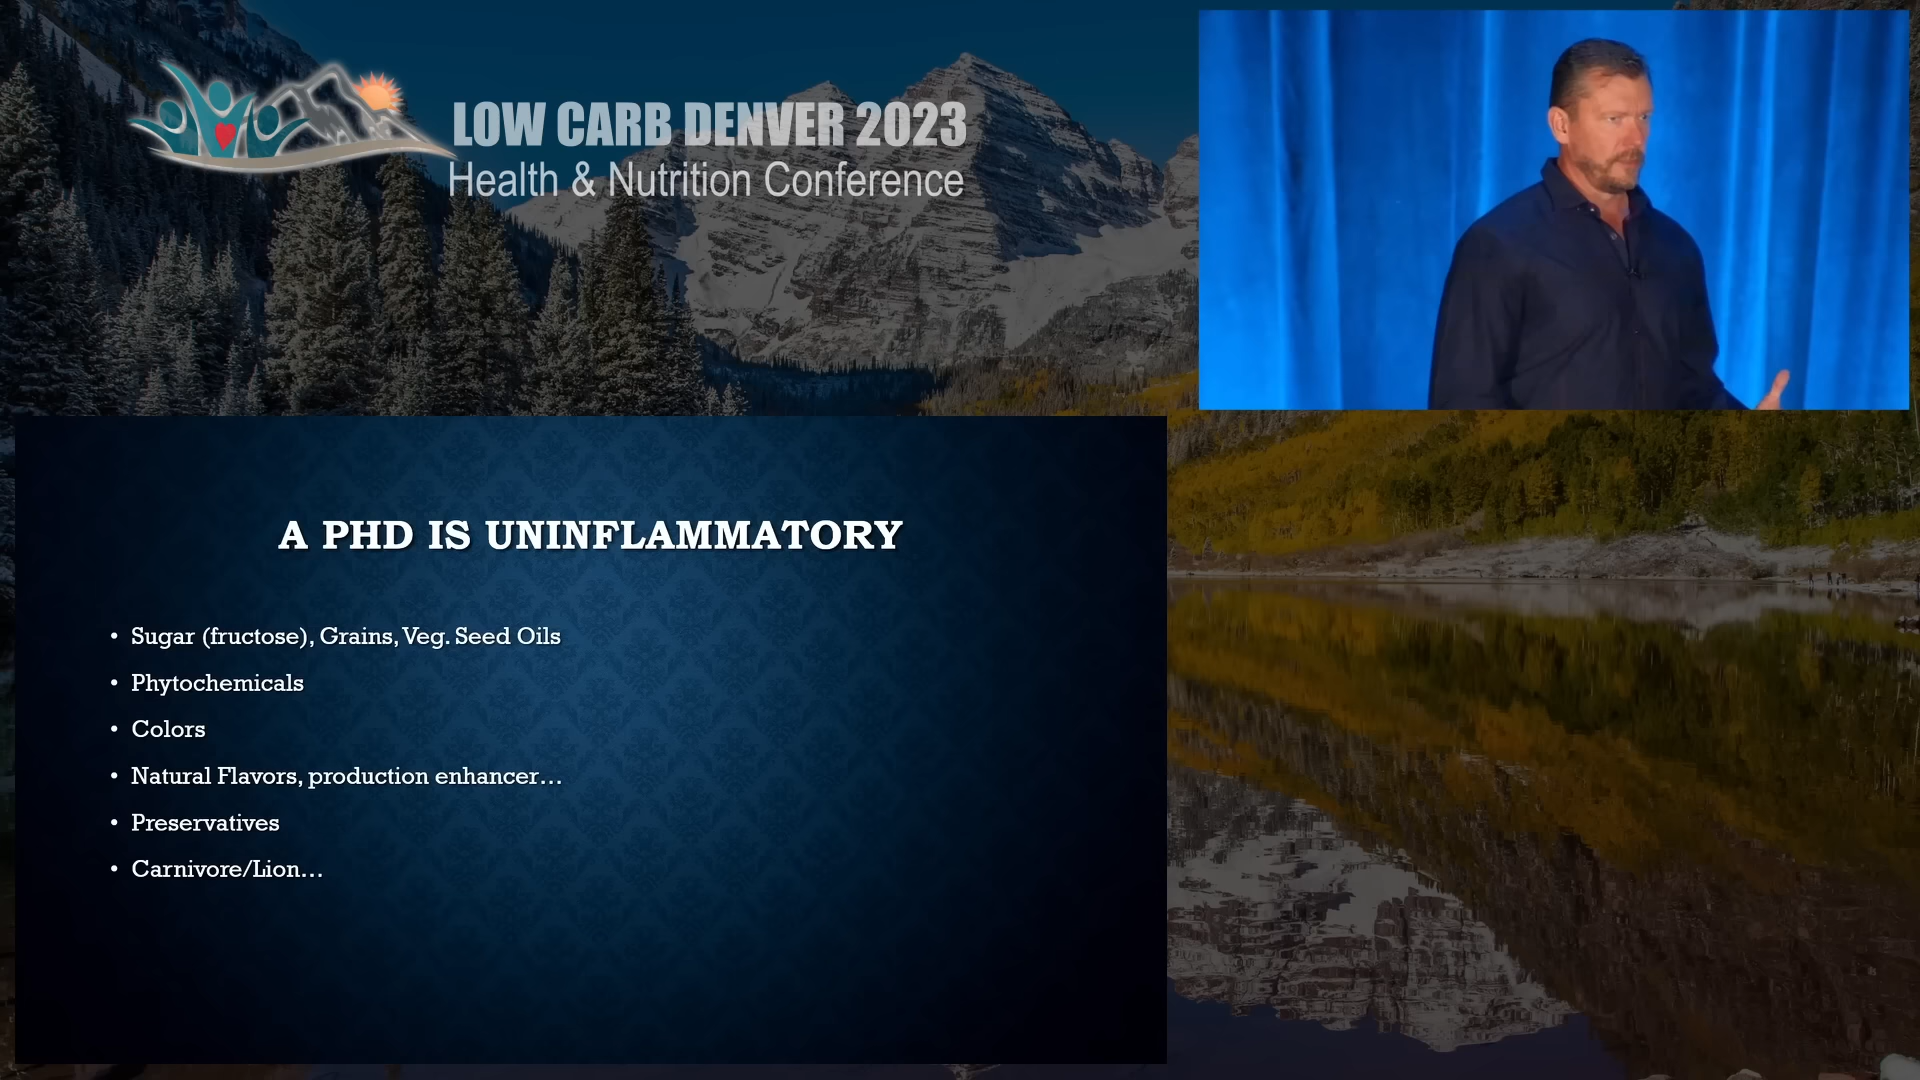 LOW CARB DENVER 2023
Health & Nutrition Conference
A PHD IS UNINFLAMMATORY
• Sugar (fructose), Grains, Veg. Seed Oils
• Phytochemicals
• Colors
• Natural Flavors, production enhancer…
• Preservatives
• Carnivore/Lion…